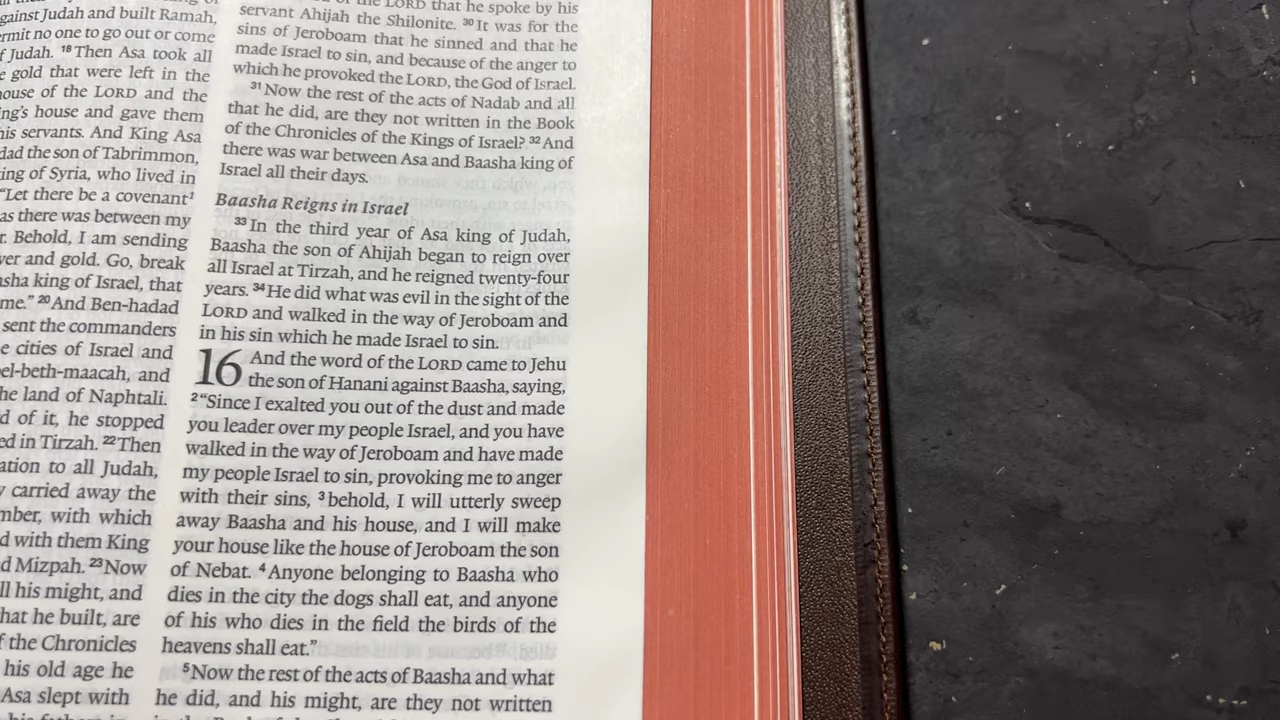 gainst Judah and built Ramah,
no one to go out or come
Judah. 18 Then Asa took all
gold that were left in the
of the LORD and the
house and gave them
his servants. And King Asa
the son of Tabrimmon,
of Syria, who lived in
“Let there be a covenant¹
as there was between my
Behold, I am sending
and gold. Go, break
king of Israel, that
me.” 20 And Ben-hadad
sent the commanders
cities of Israel and
el-beth-maacah, and
land of Naphtali.
of it, he stopped
in Tirzah. 22 Then
to all Judah,
carried away the
with which
with them King
Mizpah. 23 Now
his might, and
that he built, are
the Chronicles
his old age he
Asa slept with
the LORD that he spoke by his
servant Ahijah the Shilonite. 30 It was for the
sins of Jeroboam that he sinned and that he
made Israel to sin, and because of the anger to
which he provoked the LORD, the God of Israel.
31 Now the rest of the acts of Nadab and all
that he did, are they not written in the Book
of the Chronicles of the Kings of Israel? 32 And
there was war between Asa and Baasha king of
Israel all their days.
Baasha Reigns in Israel
33 In the third year of Asa king of Judah,
Baasha the son of Ahijah began to reign over
all Israel at Tirzah, and he reigned twenty-four
years. 34 He did what was evil in the sight of the
LORD and walked in the way of Jeroboam and
in his sin which he made Israel to sin.
16 And the word of the LORD came to Jehu
the son of Hanani against Baasha, saying,
2 “Since I exalted you out of the dust and made
you leader over my people Israel, and you have
walked in the way of Jeroboam and have made
my people Israel to sin, provoking me to anger
with their sins, 3 behold, I will utterly sweep
away Baasha and his house, and I will make
your house like the house of Jeroboam the son
of Nebat. 4 Anyone belonging to Baasha who
dies in the city the dogs shall eat, and anyone
of his who dies in the field the birds of the
heavens shall eat.”
5 Now the rest of the acts of Baasha and what
he did, and his might, are they not written